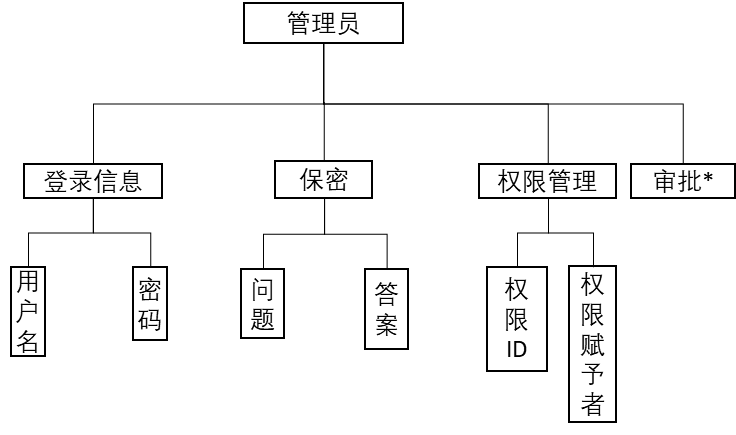 管理员
登录信息
保密
权限管理
审批*
用户名
密码
问题
答案
权限ID
权限赋予者